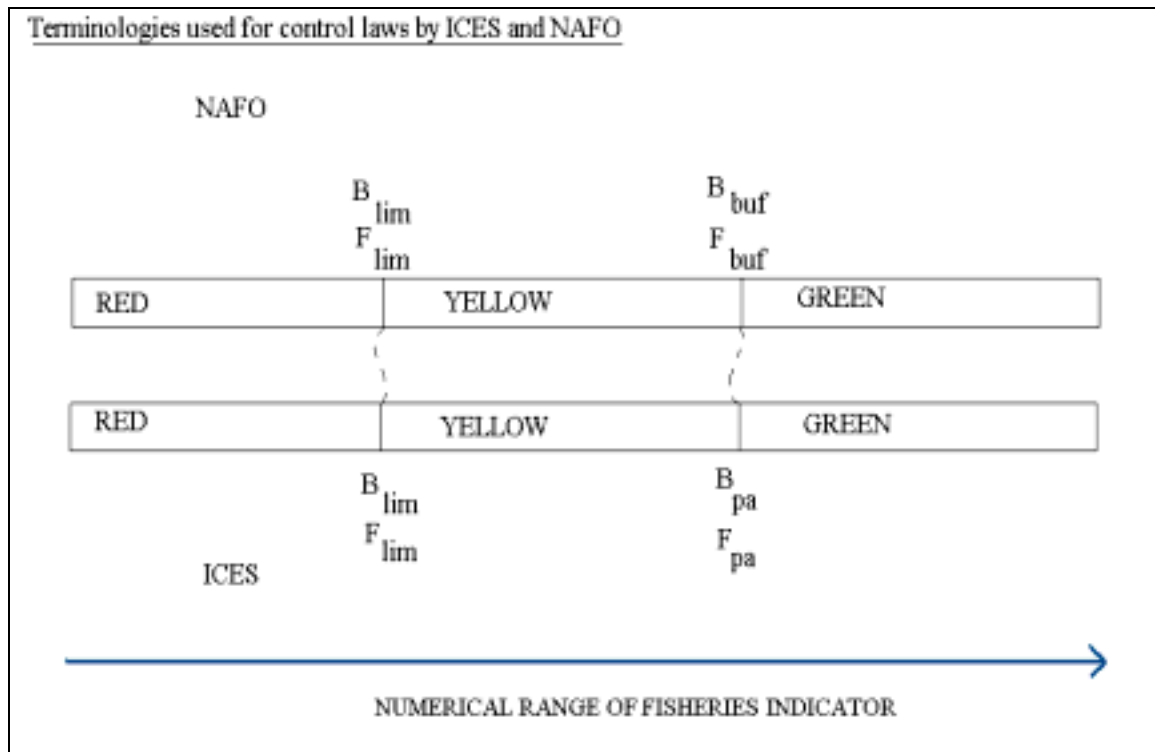 Terminologies used for control laws by ICES and NAFO
NAFO
B lim
F lim
B buf
F buf
RED YELLOW GREEN
RED YELLOW GREEN
B lim
F lim
B pa
F pa
ICES
NUMERICAL RANGE OF FISHERIES INDICATOR